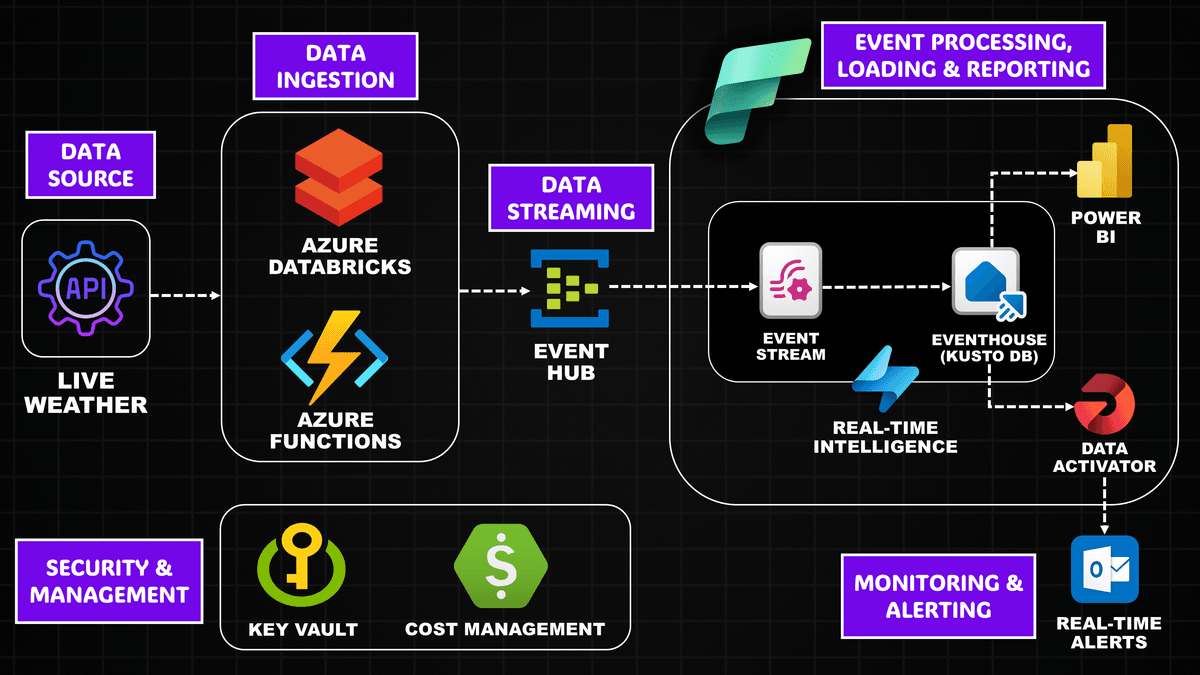 DATA
INGESTION
EVENT PROCESSING,
LOADING & REPORTING
DATA
SOURCE
DATA
STREAMING
API
LIVE
WEATHER
AZURE
DATABRICKS
AZURE
FUNCTIONS
EVENT
HUB
EVENT
STREAM
EVENTHOUSE
(KUSTO DB)
POWER
BI
REAL-TIME
INTELLIGENCE
DATA
ACTIVATOR
SECURITY &
MANAGEMENT
KEY VAULT
$
COST MANAGEMENT
MONITORING &
ALERTING
O
REAL-TIME
ALERTS